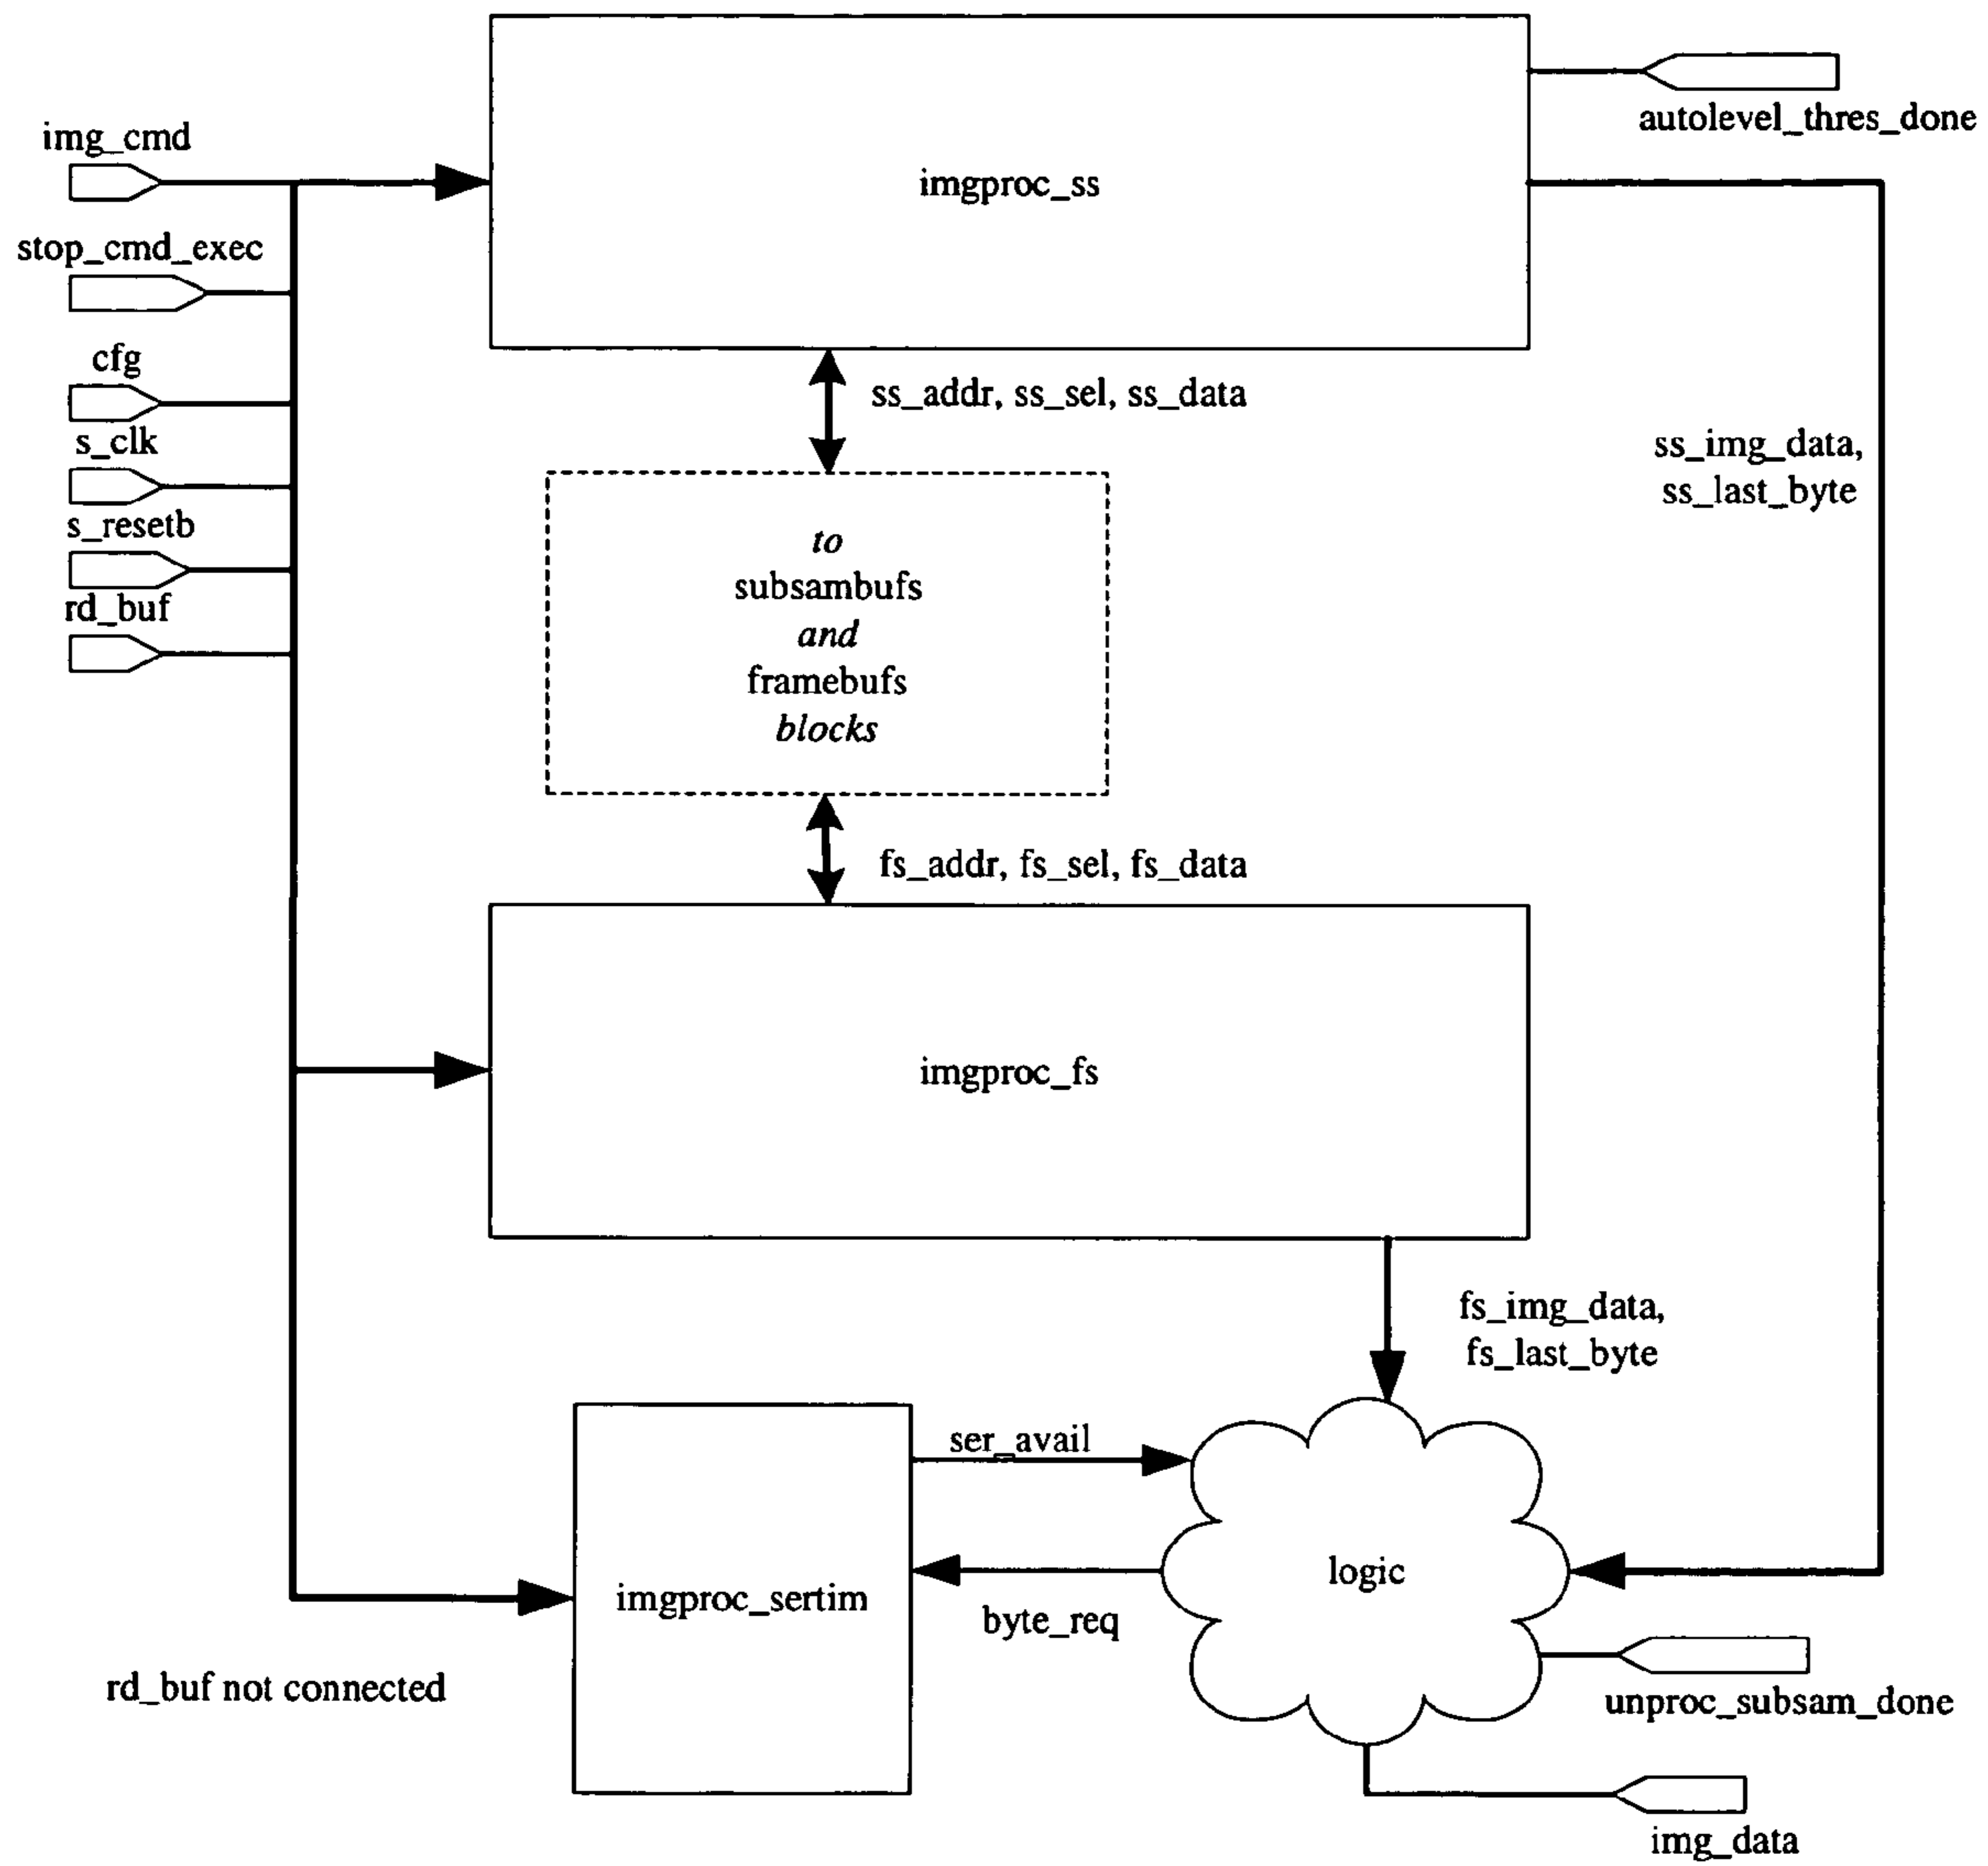 autolevel_thres_done
img_cmd
imgproc_ss
stop_cmd_exec
cfg
ss_addr, ss_sel, ss_data
s_clk
ss_img_data,
ss_last_byte
s_resetb
to
subsambufs
and
framebufs
blocks
rd_buf
fs_addr, fs_sel, fs_data
imgproc_fs
fs_img_data,
fs_last_byte
ser_avail
logic
imgproc_sertim
byte_req
rd_buf not connected
unproc_subsam_done
img_data